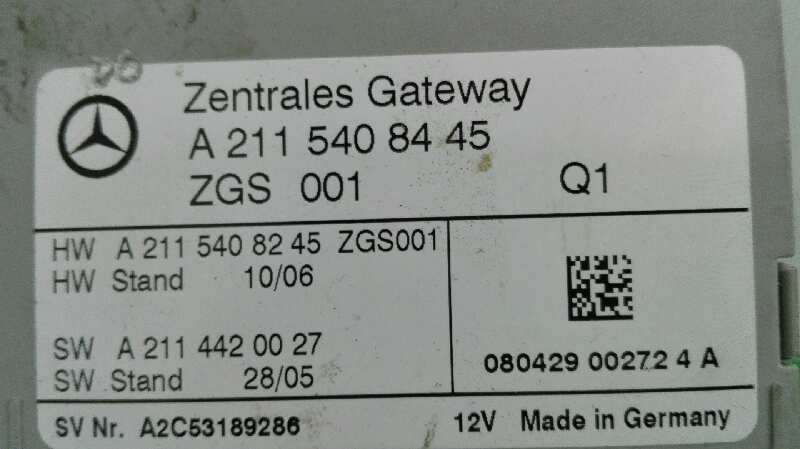 Zentrales Gateway
A 211 540 84 45
ZGS 001 Q1
HW A 211 540 82 45 ZGS001
HW Stand 10/06
SW A 211 442 00 27
SW Stand 28/05
080429 00272 4 A
SV Nr. A2C53189286 12V Made in Germany